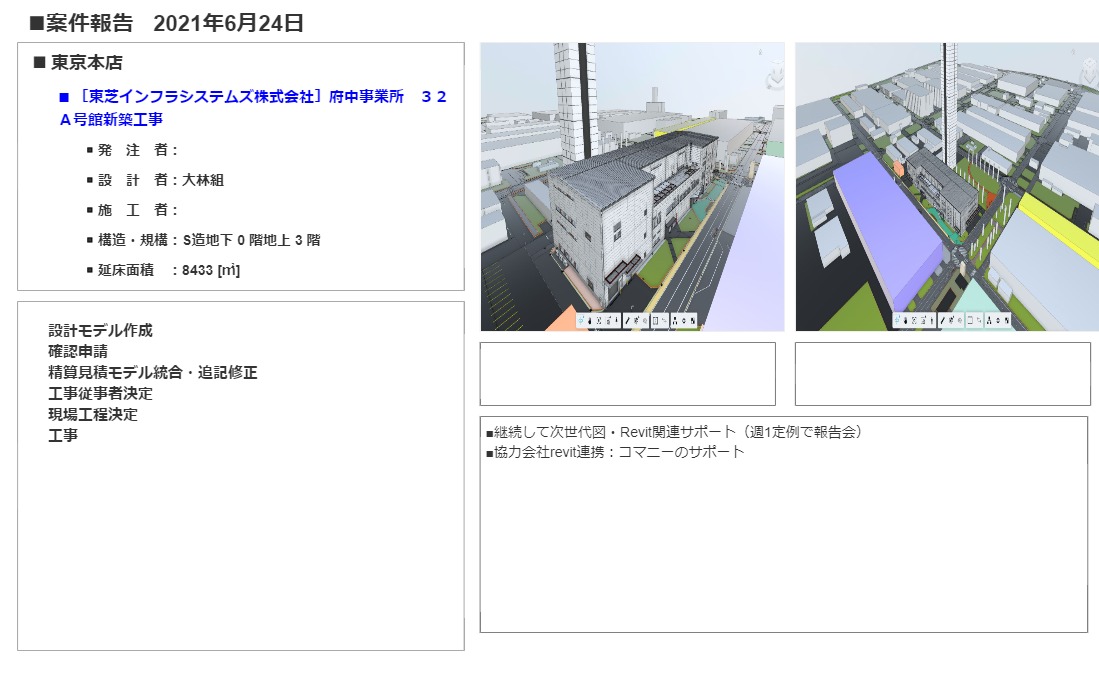 ■案件報告 2021年6月24日
■ 東京本店
■ ［東芝インフラシステムズ株式会社］府中事業所 ３２
Ａ号館新築工事
▪ 発 注 者：
▪ 設 計 者：大林組
▪ 施 工 者：
▪ 構造・規模：S造地下 0 階地上 3 階
▪ 延床面積 ：8433 [㎡]
設計モデル作成
確認申請
精算見積モデル統合・追記修正
工事従事者決定
現場工程決定
工事
■継続して次世代図・Revit関連サポート（週1定例で報告会）
■協力会社revit連携：コマニーのサポート